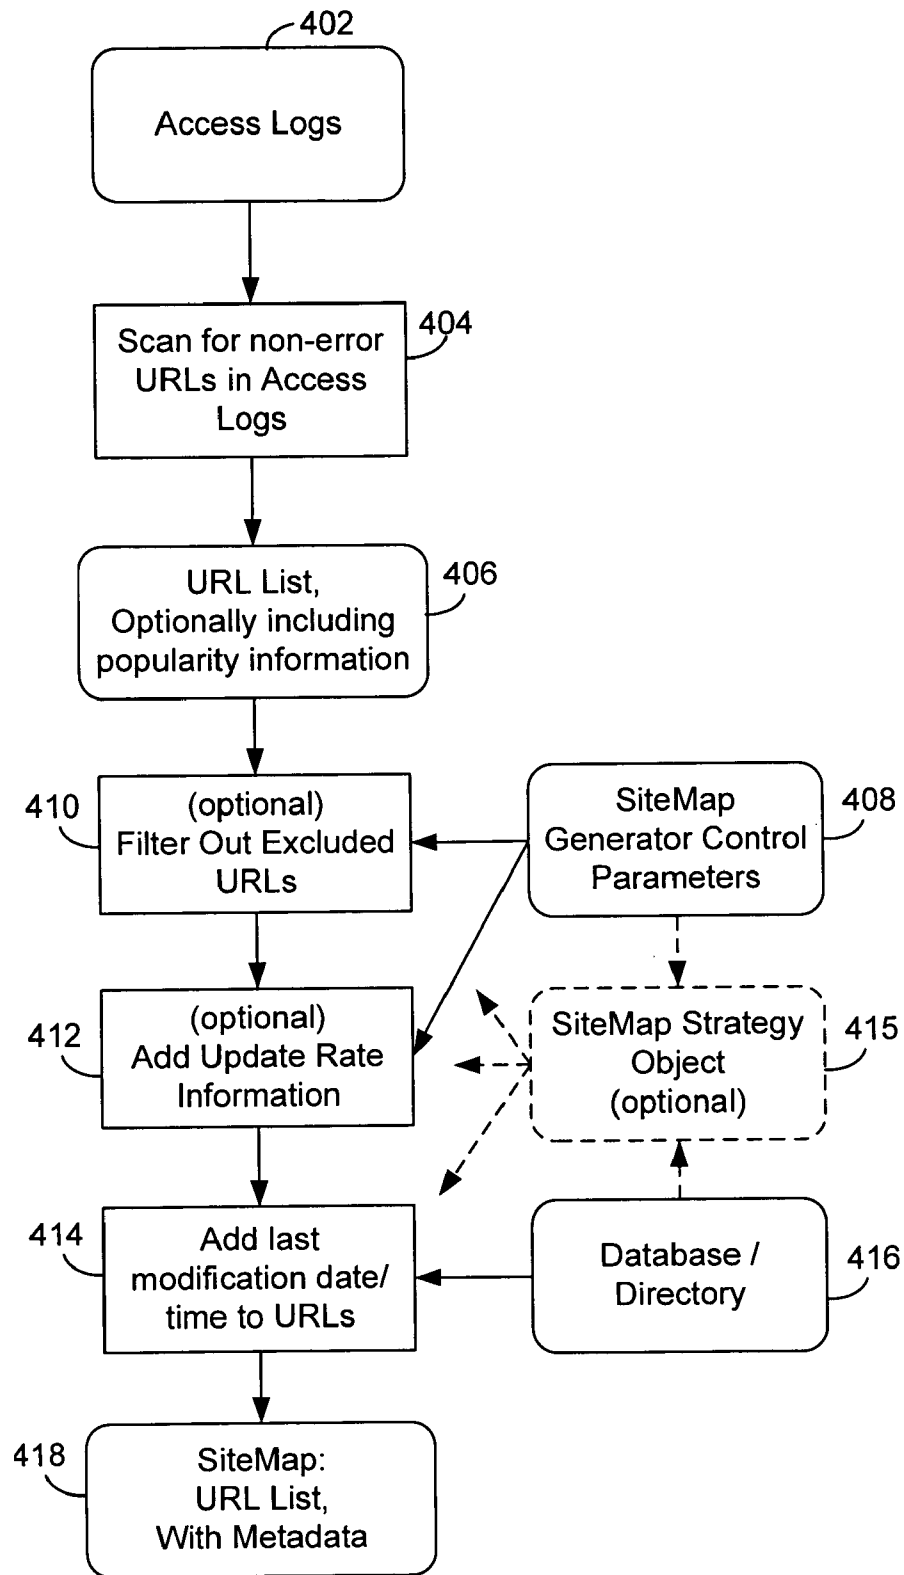 402
Access Logs
404
Scan for non-error
URLs in Access
Logs
406
URL List,
Optionally including
popularity information
410
(optional)
Filter Out Excluded
URLs
SiteMap
Generator Control
Parameters
408
412
(optional)
Add Update Rate
Information
SiteMap Strategy
Object
(optional)
415
414
Add last
modification date/
time to URLs
Database /
Directory
416
418
SiteMap:
URL List,
With Metadata